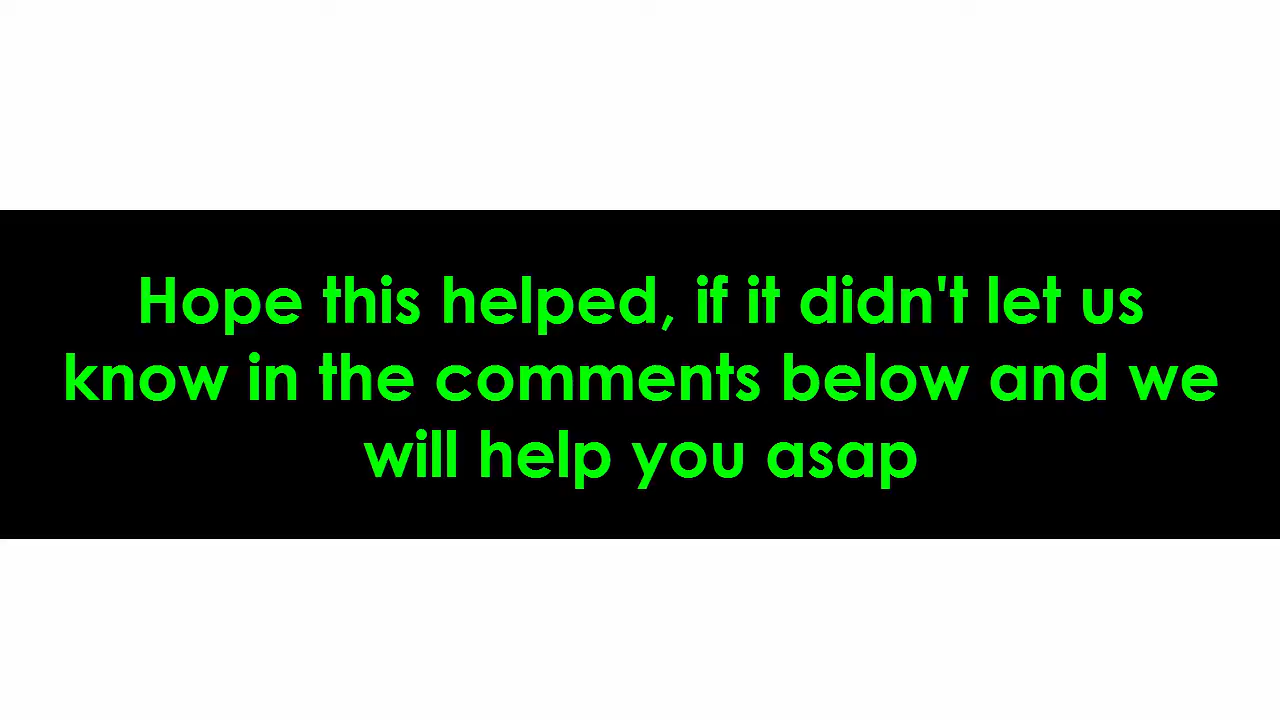 Hope this helped, if it didn't let us
know in the comments below and we
will help you asap